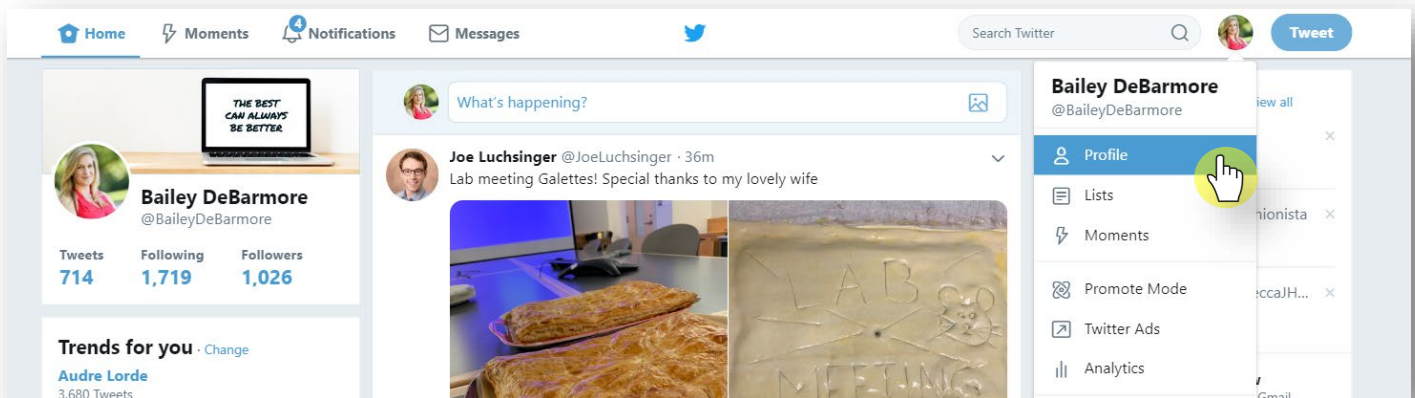 Home Moments 4 Notifications Messages Search Twitter Tweet
THE BEST
CAN ALWAYS
BE BETTER
Bailey DeBarmore
@BaileyDeBarmore
Tweets Following Followers
714 1,719 1,026
Trends for you · Change
Audre Lorde
3,680 Tweets
What's happening?
Joe Luchsinger @JoeLuchsinger · 36m
Lab meeting Galettes! Special thanks to my lovely wife
LAB
MEETING
Bailey DeBarmore
@BaileyDeBarmore
Profile
Lists
Moments
Promote Mode
Twitter Ads
Analytics
all
Gmail